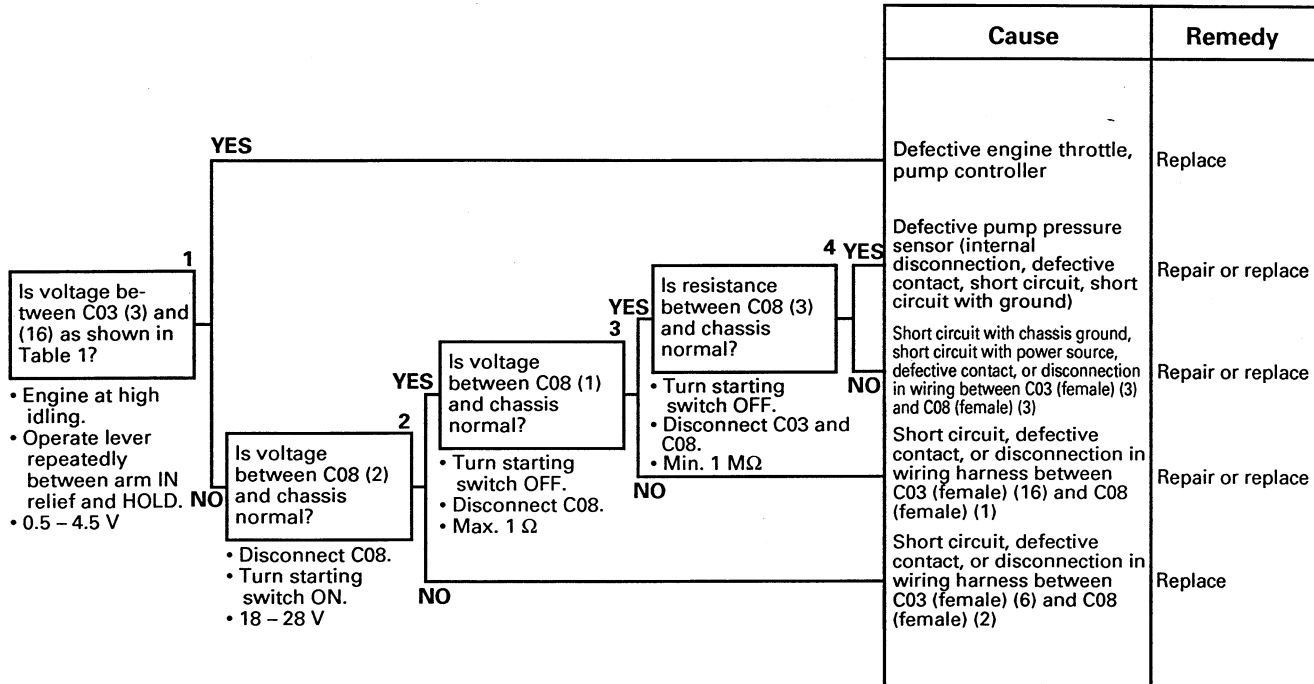 Cause
Remedy
YES
Defective engine throttle,
pump controller
Replace
1
Is voltage be-
tween C03 (3) and
(16) as shown in
Table 1?
• Engine at high
idling.
• Operate lever
repeatedly
between arm IN
relief and HOLD.
• 0.5 – 4.5 V
NO
2
Is voltage
between C08 (2)
and chassis
normal?
• Disconnect C08.
• Turn starting
switch ON.
• 18 – 28 V
YES
3
Is voltage
between C08 (1)
and chassis
normal?
• Turn starting
switch OFF.
• Disconnect C08.
• Max. 1 Ω
YES
4
Is resistance
between C08 (3)
and chassis
normal?
• Turn starting
switch OFF.
• Disconnect C03 and
C08.
• Min. 1 MΩ
YES
Defective pump pressure
sensor (internal
disconnection, defective
contact, short circuit, short
circuit with ground)
Repair or replace
NO
Short circuit with chassis ground,
short circuit with power source,
defective contact, or disconnection
in wiring between C03 (female) (3)
and C08 (female) (3)
Repair or replace
NO
Short circuit, defective
contact, or disconnection in
wiring harness between
C03 (female) (16) and C08
(female) (1)
Repair or replace
NO
Short circuit, defective
contact, or disconnection in
wiring harness between
C03 (female) (6) and C08
(female) (2)
Replace